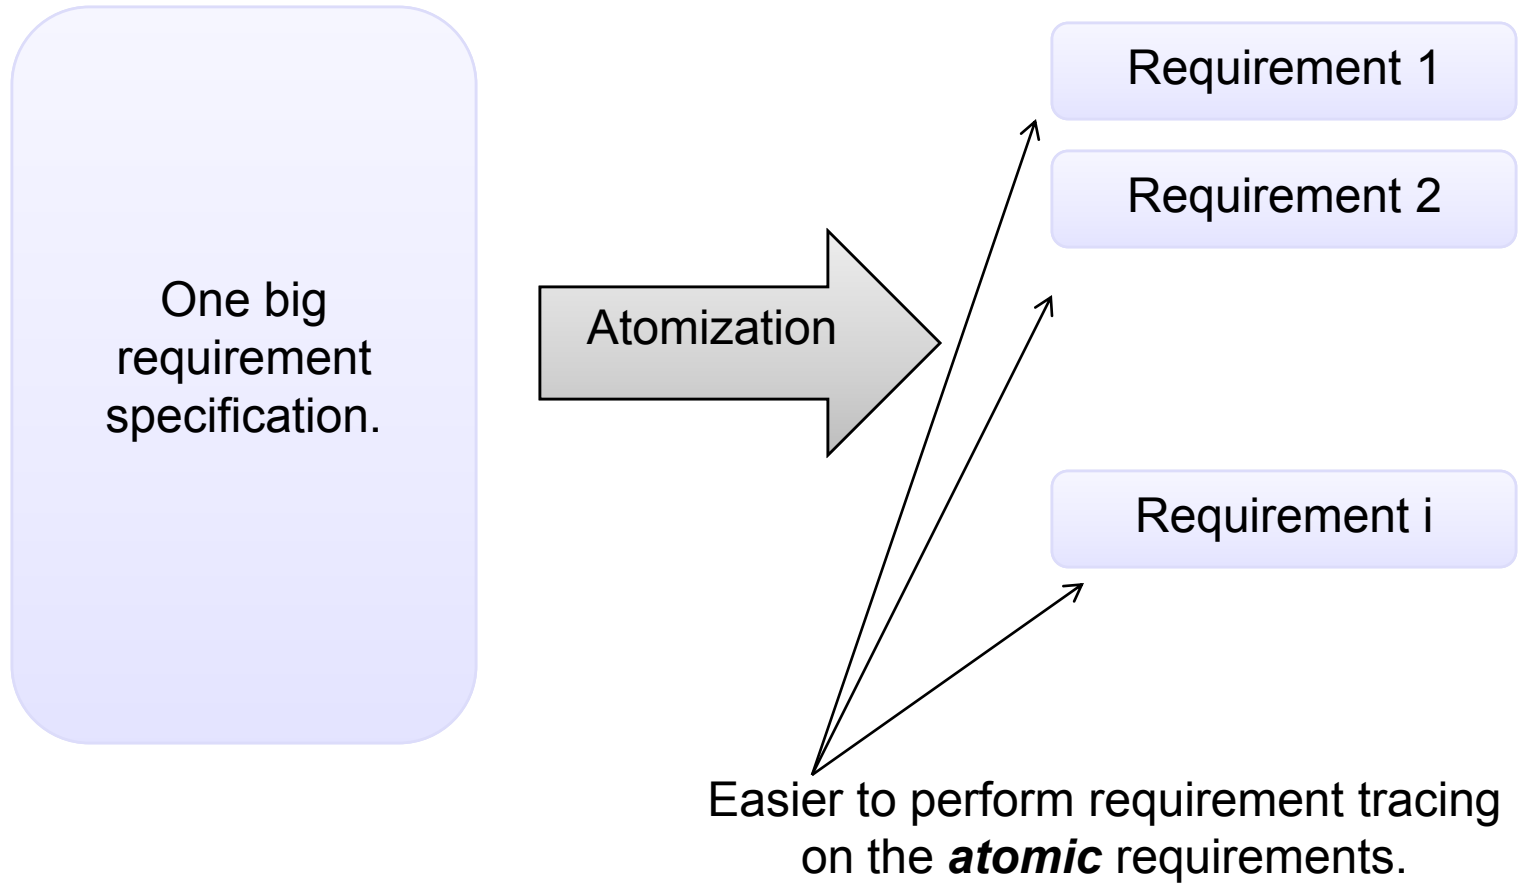 One big
requirement
specification.
Atomization
Requirement 1
Requirement 2
Requirement i
Easier to perform requirement tracing
on the atomic requirements.